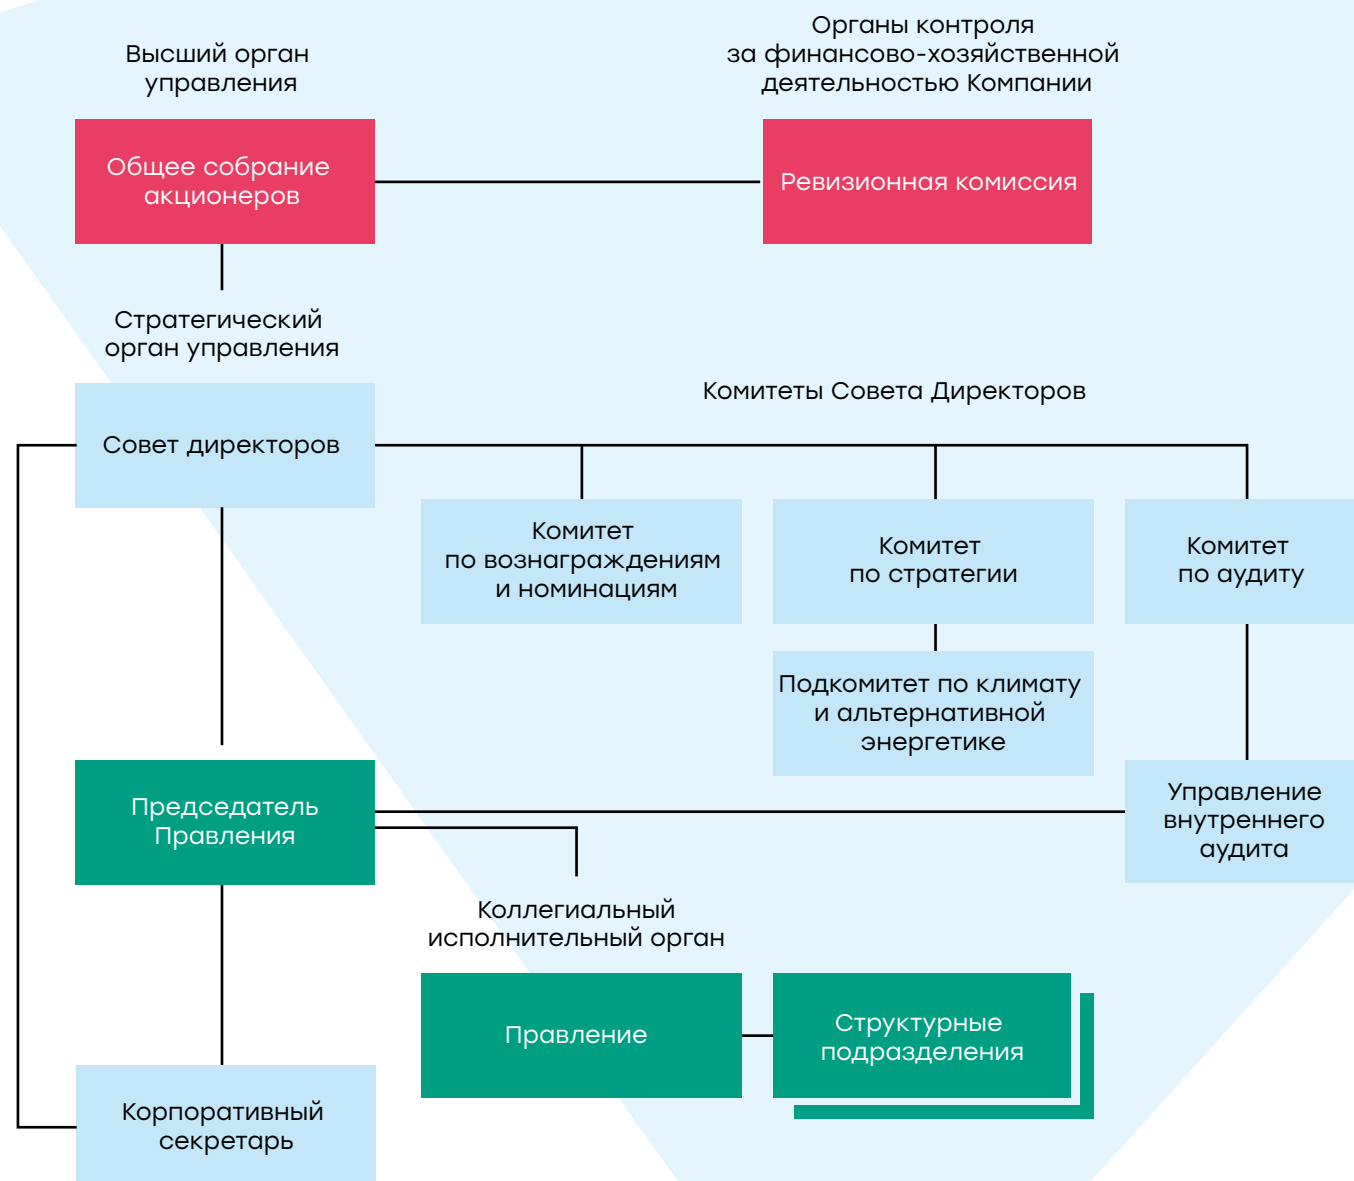 Высший орган
управления
Органы контроля
за финансово-хозяйственной
деятельностью Компании
Общее собрание
акционеров
Ревизионная комиссия
Стратегический
орган управления
Совет директоров
Комитеты Совета Директоров
Комитет
по вознаграждениям
и номинациям
Комитет
по стратегии
Комитет
по аудиту
Подкомитет по климату
и альтернативной
энергетике
Председатель
Правления
Управление
внутреннего
аудита
Коллегиальный
исполнительный орган
Правление
Структурные
подразделения
Корпоративный
секретарь